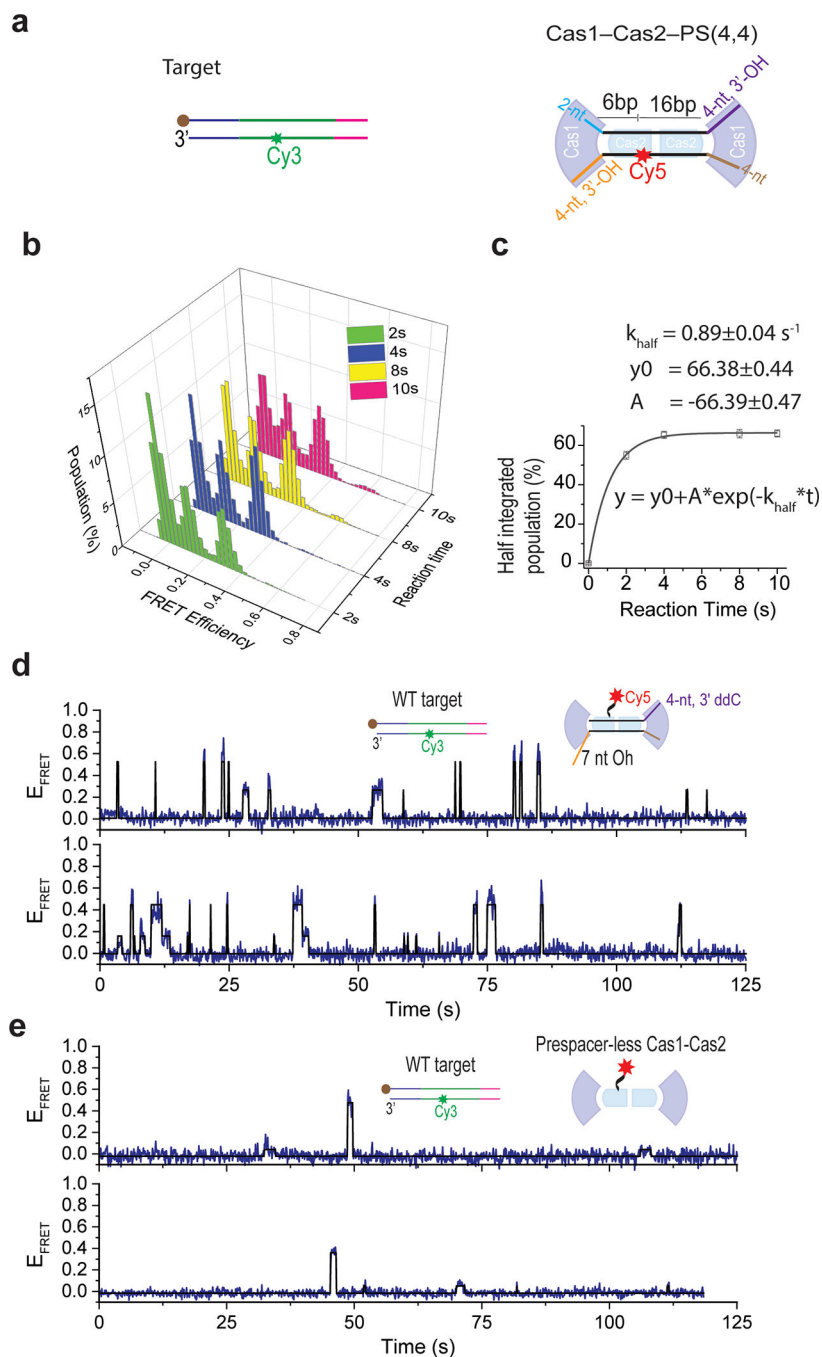 a
Target
3'
Cy3
Cas1–Cas2–PS(4,4)
6bp
16bp
2-nt
4-nt, 3'-OH
Cas1
Cas2
Cas2
Cas1
Cy5
4-nt, 3'-OH
4-nt
b
2s
4s
8s
10s
15
10
5
0
Population (%)
0.0
0.2
0.4
0.6
0.8
FRET Efficiency
2s
4s
8s
10s
Reaction time
c
k_half = 0.89±0.04 s⁻¹
y0 = 66.38±0.44
A = -66.39±0.47
y = y0+A*exp(-k_half*t)
Half integrated
population (%)
60
40
20
0
0 2 4 6 8 10
Reaction Time (s)
d
WT target
3'
Cy3
Cy5
4-nt, 3' ddC
7 nt Oh
E_FRET
1.0
0.8
0.6
0.4
0.2
0.0
E_FRET
1.0
0.8
0.6
0.4
0.2
0.0
0 25 50 75 100 125
Time (s)
e
WT target
3'
Cy3
Prespacer-less Cas1-Cas2
E_FRET
1.0
0.8
0.6
0.4
0.2
0.0
E_FRET
1.0
0.8
0.6
0.4
0.2
0.0
0 25 50 75 100 125
Time (s)